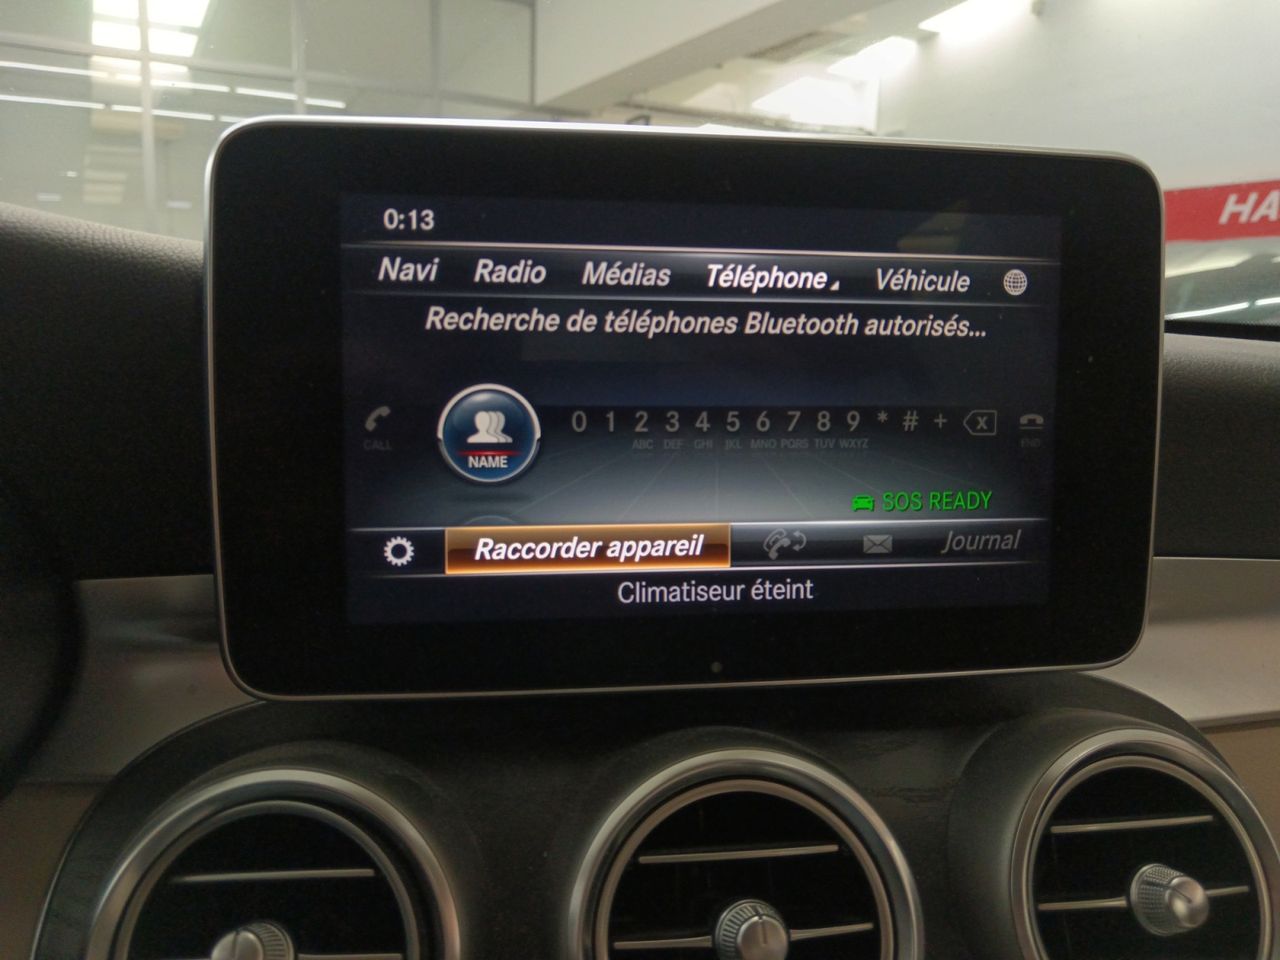 0:13
Navi Radio Médias Téléphone Véhicule
Recherche de téléphones Bluetooth autorisés...
CALL NAME 0 1 2 3 4 5 6 7 8 9 * # + X END
ABC DEF GHI JKL MNO PQRS TUV WXYZ
SOS READY
Raccorder appareil Journal
Climatiseur éteint
HA